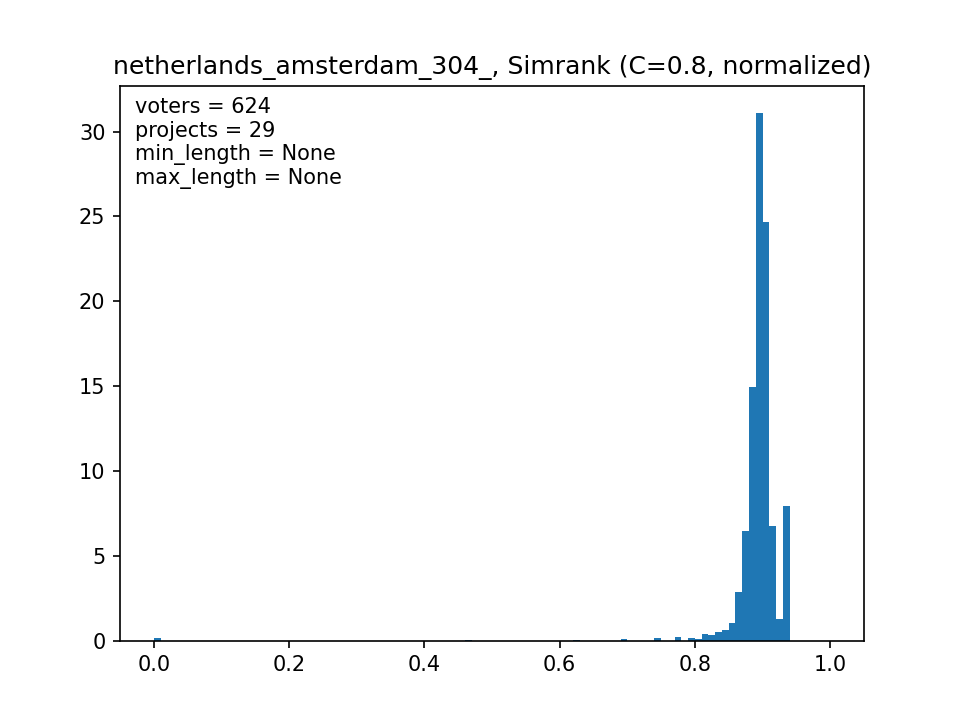 netherlands_amsterdam_304_, Simrank (C=0.8, normalized)
voters = 624
projects = 29
min_length = None
max_length = None
30
25
20
15
10
5
0
0.0 0.2 0.4 0.6 0.8 1.0